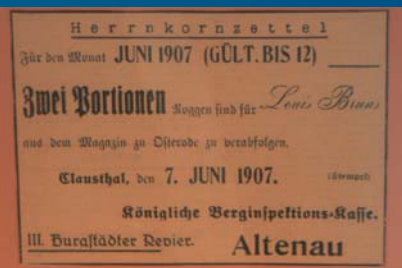 Herrnkornzettel
Für den Monat JUNI 1907 (GÜLT. BIS 12)
Zwei Portionen Roggen sind für Louis Bruns
aus dem Magazin zu Osterode zu verabfolgen.
Clausthal, den 7. JUNI 1907. (Stempel)
Königliche Berginspektions-Kasse.
III. Burgstädter Revier. Altenau